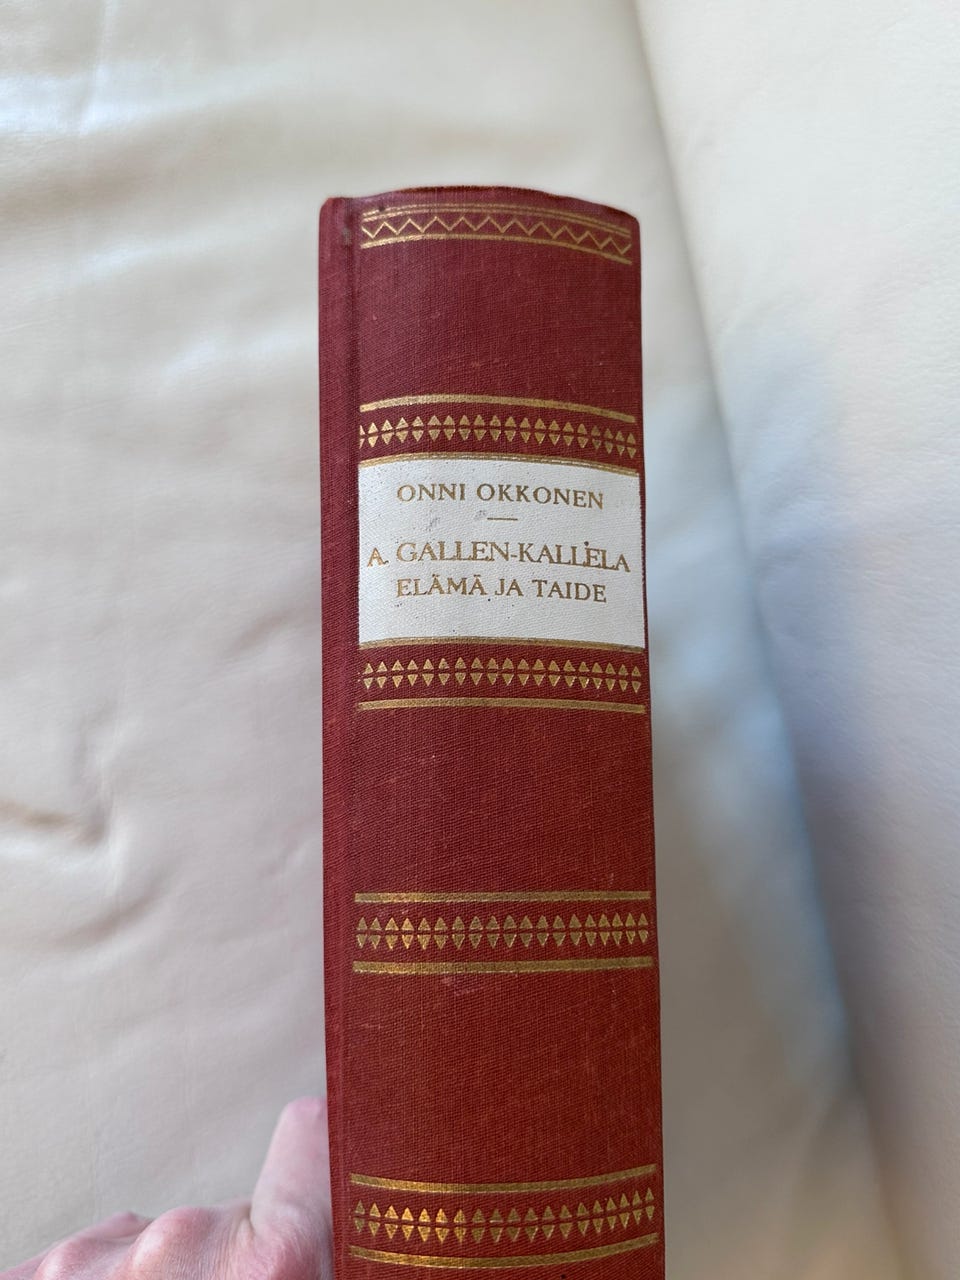 ONNI OKKONEN
A. GALLEN-KALLELA
ELÄMÄ JA TAIDE